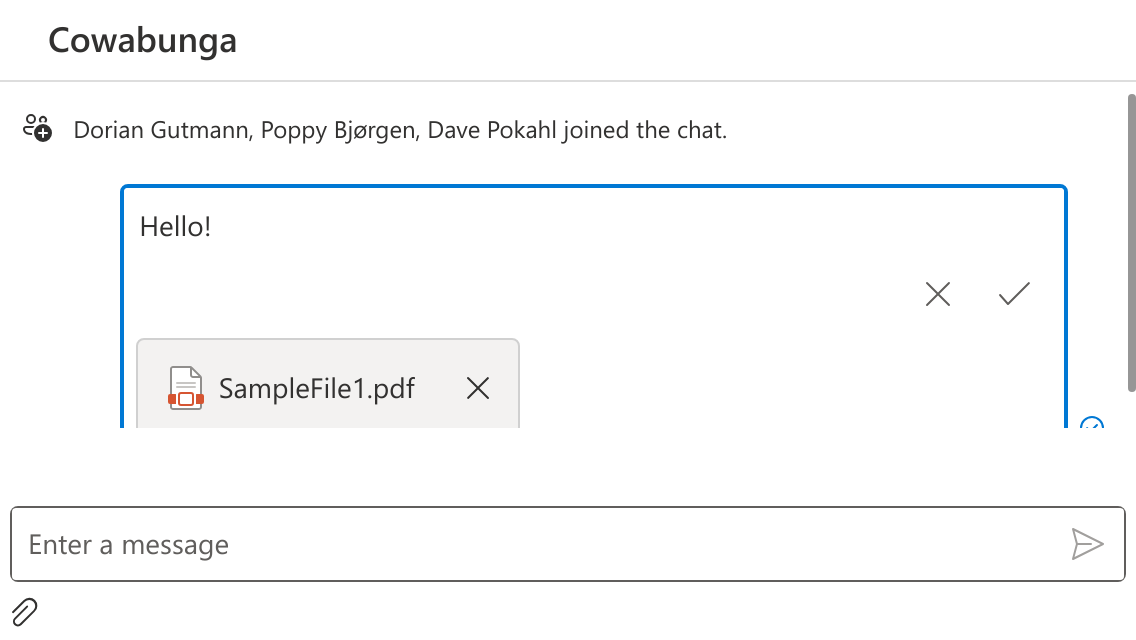 Cowabunga
Dorian Gutmann, Poppy Bjørgen, Dave Pokahl joined the chat.
Hello!
SampleFile1.pdf
Enter a message